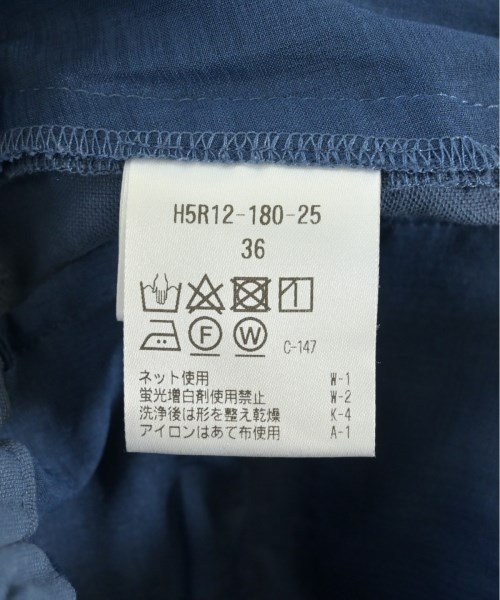 H5R12-180-25
36
F W C-147
ネット使用 W-1
蛍光増白剤使用禁止 W-2
洗浄後は形を整え乾燥 K-4
アイロンはあて布使用 A-1